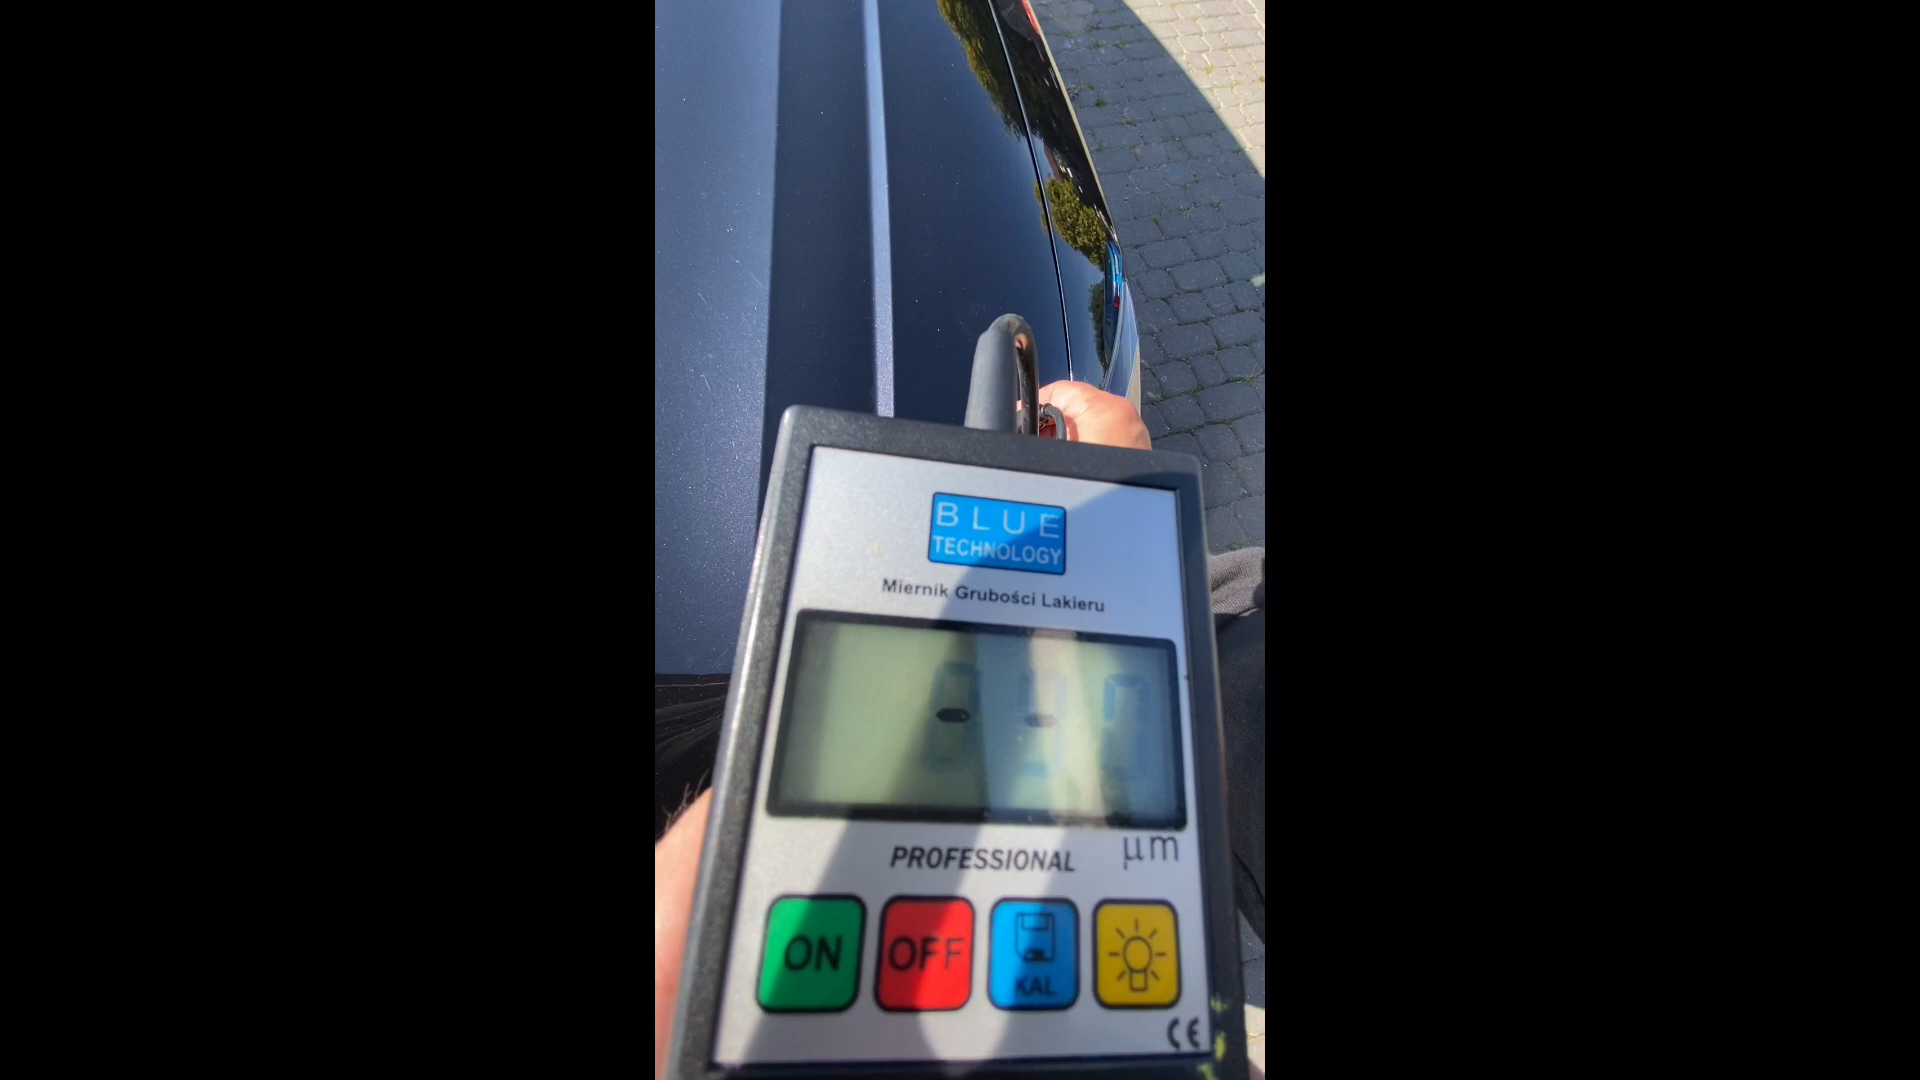 BLUE
TECHNOLOGY
Miernik Grubości Lakieru
- -
PROFESSIONAL
μm
ON
OFF
KAL
CE